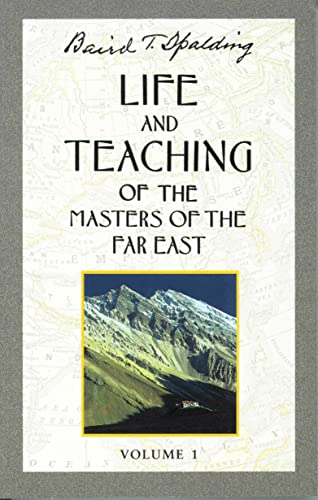 Baird T. Spalding
LIFE
AND
TEACHING
OF THE
MASTERS OF THE
FAR EAST
VOLUME 1